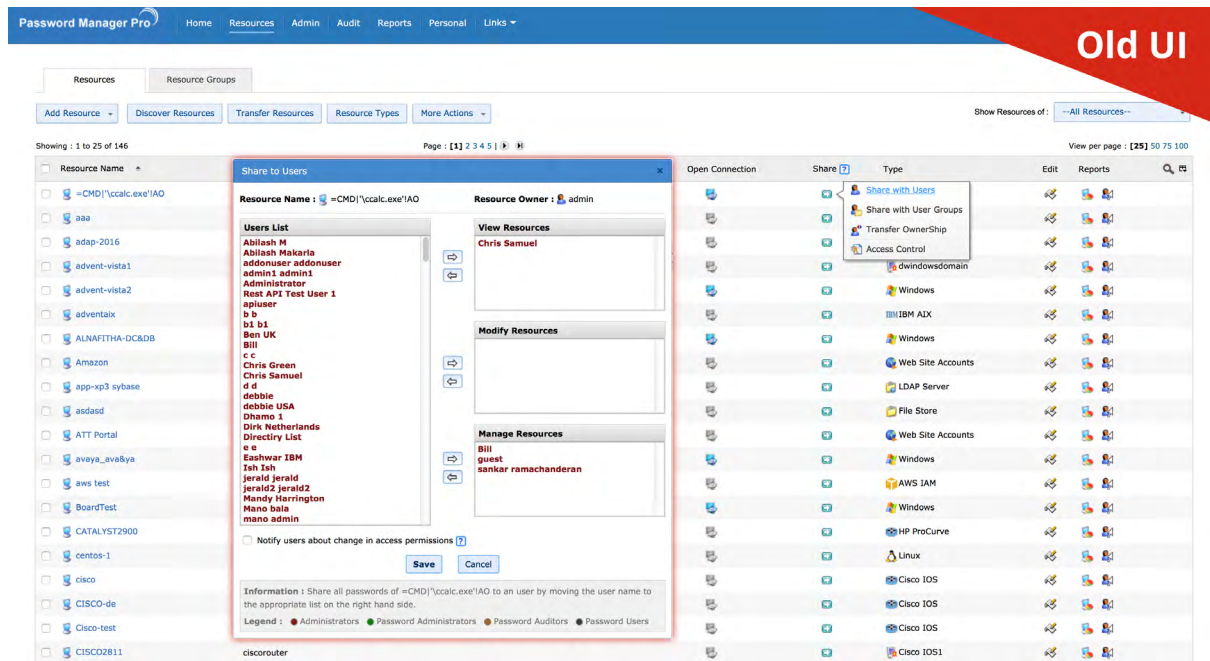 Password Manager Pro Home Resources Admin Audit Reports Personal Links
Old UI
Resources Resource Groups
Add Resource Discover Resources Transfer Resources Resource Types More Actions Show Resources of : --All Resources--
Showing : 1 to 25 of 146 Page : [1] 2 3 4 5 | View per page : [25] 50 75 100
Resource Name Open Connection Share [?] Type Edit Reports
=CMD|'\ccalc.exe'!AO
aaa
adap-2016
advent-vista1 dwindowsdomain
advent-vista2 Windows
adventaix IBM IBM AIX
ALNAFITHA-DC&DB Windows
Amazon Web Site Accounts
app-xp3 sybase LDAP Server
asdasd File Store
ATT Portal Web Site Accounts
avaya_ava&ya Windows
aws test AWS IAM
BoardTest Windows
CATALYST2900 HP ProCurve
centos-1 Linux
cisco Cisco IOS
CISCO-de Cisco IOS
Cisco-test Cisco IOS
CISCO2811 ciscorouter Cisco IOS1
Share with Users
Share with User Groups
Transfer OwnerShip
Access Control
Share to Users x
Resource Name : =CMD|'\ccalc.exe'!AO Resource Owner : admin
Users List
Abilash M
Abilash Makarla
addonuser addonuser
admin1 admin1
Administrator
Rest API Test User 1
apiuser
b b
b1 b1
Ben UK
Bill
c c
Chris Green
Chris Samuel
d d
debbie
debbie USA
Dhamo 1
Dirk Netherlands
Directiry List
e e
Eashwar IBM
Ish Ish
jerald jerald
jerald2 jerald2
Mandy Harrington
Mano bala
mano admin
View Resources
Chris Samuel
Modify Resources
Manage Resources
Bill
guest
sankar ramachanderan
Notify users about change in access permissions [?]
Save Cancel
Information : Share all passwords of =CMD|'\ccalc.exe'!AO to an user by moving the user name to
the appropriate list on the right hand side.
Legend : Administrators Password Administrators Password Auditors Password Users